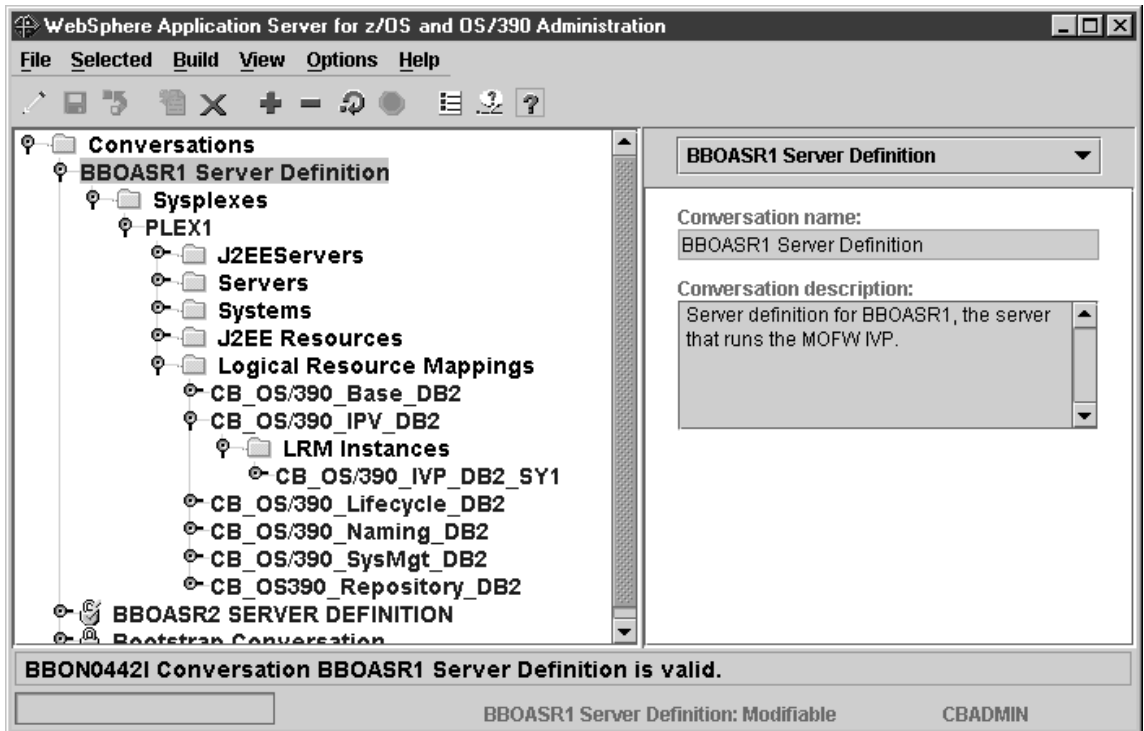 WebSphere Application Server for z/OS and OS/390 Administration
File Selected Build View Options Help
Conversations
BBOASR1 Server Definition
Sysplexes
PLEX1
J2EEServers
Servers
Systems
J2EE Resources
Logical Resource Mappings
CB_OS/390_Base_DB2
CB_OS/390_IPV_DB2
LRM Instances
CB_OS/390_IVP_DB2_SY1
CB_OS/390_Lifecycle_DB2
CB_OS/390_Naming_DB2
CB_OS/390_SysMgt_DB2
CB_OS390_Repository_DB2
BBOASR2 SERVER DEFINITION
Bootstrap Conversation
BBOASR1 Server Definition
Conversation name:
BBOASR1 Server Definition
Conversation description:
Server definition for BBOASR1, the server
that runs the MOFW IVP.
BBON0442I Conversation BBOASR1 Server Definition is valid.
BBOASR1 Server Definition: Modifiable CBADMIN